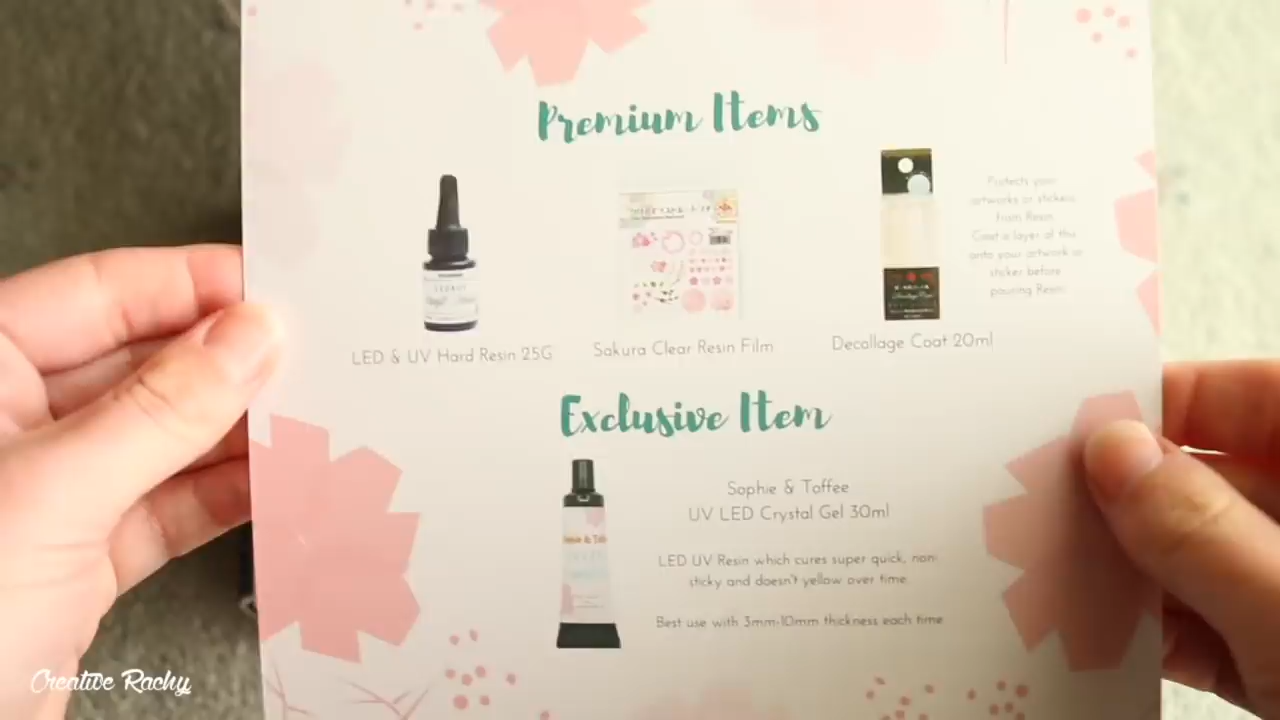 Premium Items
Protects your
artworks or stickers
from Resin.
Coat a layer of this
onto your artwork or
sticker before
pouring Resin.
LED & UV Hard Resin 25G
Sakura Clear Resin Film
Decollage Coat 20ml
Exclusive Item
Sophie & Toffee
UV LED Crystal Gel 30ml
LED UV Resin which cures super quick, non-
sticky and doesn't yellow over time.
Best use with 3mm-10mm thickness each time
Creative Rachy